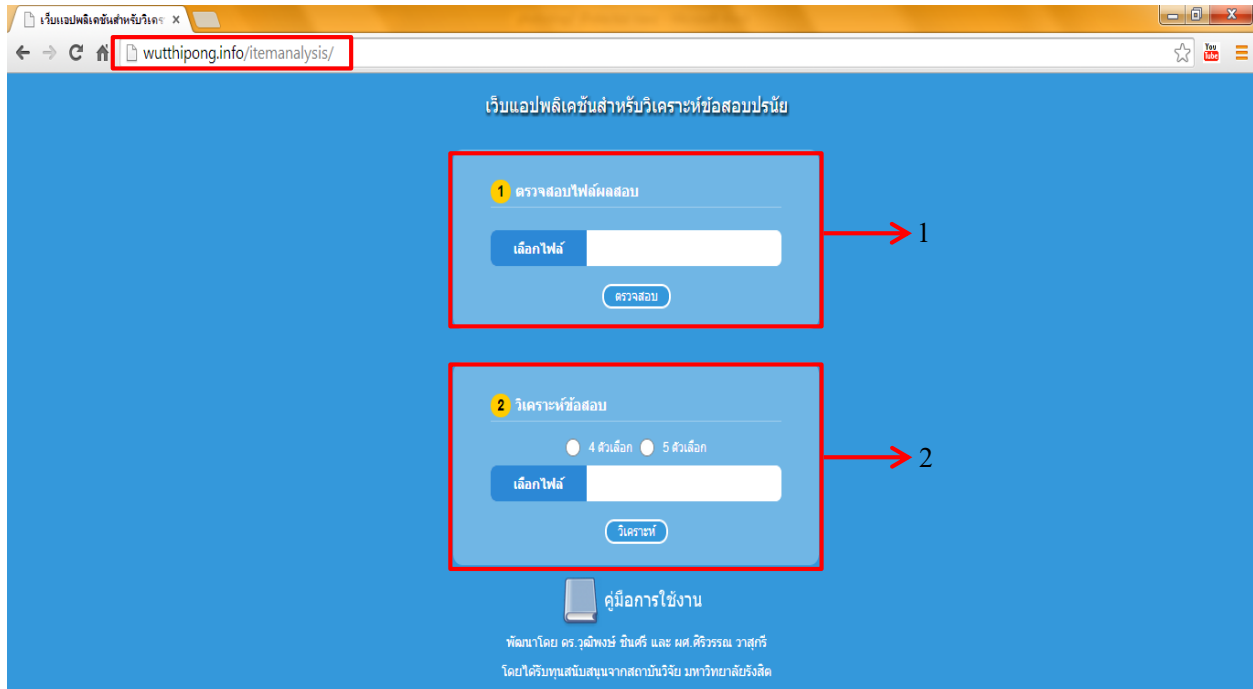 เว็บแอปพลิเคชันสำหรับวิเคร
wutthipong.info/itemanalysis/
You Tube
เว็บแอปพลิเคชันสำหรับวิเคราะห์ข้อสอบปรนัย
1 ตรวจสอบไฟล์ผลสอบ
เลือกไฟล์
ตรวจสอบ
1
2 วิเคราะห์ข้อสอบ
4 ตัวเลือก 5 ตัวเลือก
เลือกไฟล์
วิเคราะห์
2
คู่มือการใช้งาน
พัฒนาโดย ดร.วุฒิพงษ์ ชินศรี และ ผศ.ศิริวรรณ วาสุกรี
โดยได้รับทุนสนับสนุนจากสถาบันวิจัย มหาวิทยาลัยรังสิต